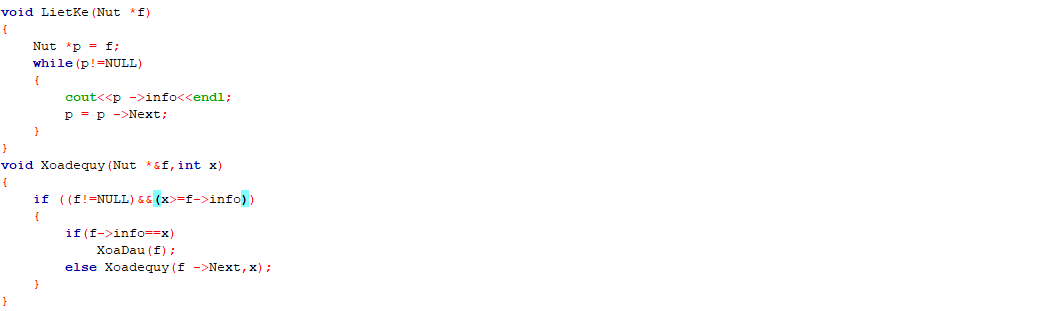 void LietKe(Nut *f)
{
    Nut *p = f;
    while(p!=NULL)
    {
        cout<<p ->info<<endl;
        p = p ->Next;
    }
}
void Xoadequy(Nut *&f,int x)
{
    if ((f!=NULL)&&(x>=f->info))
    {
        if(f->info==x)
            XoaDau(f);
        else Xoadequy(f ->Next,x);
    }
}